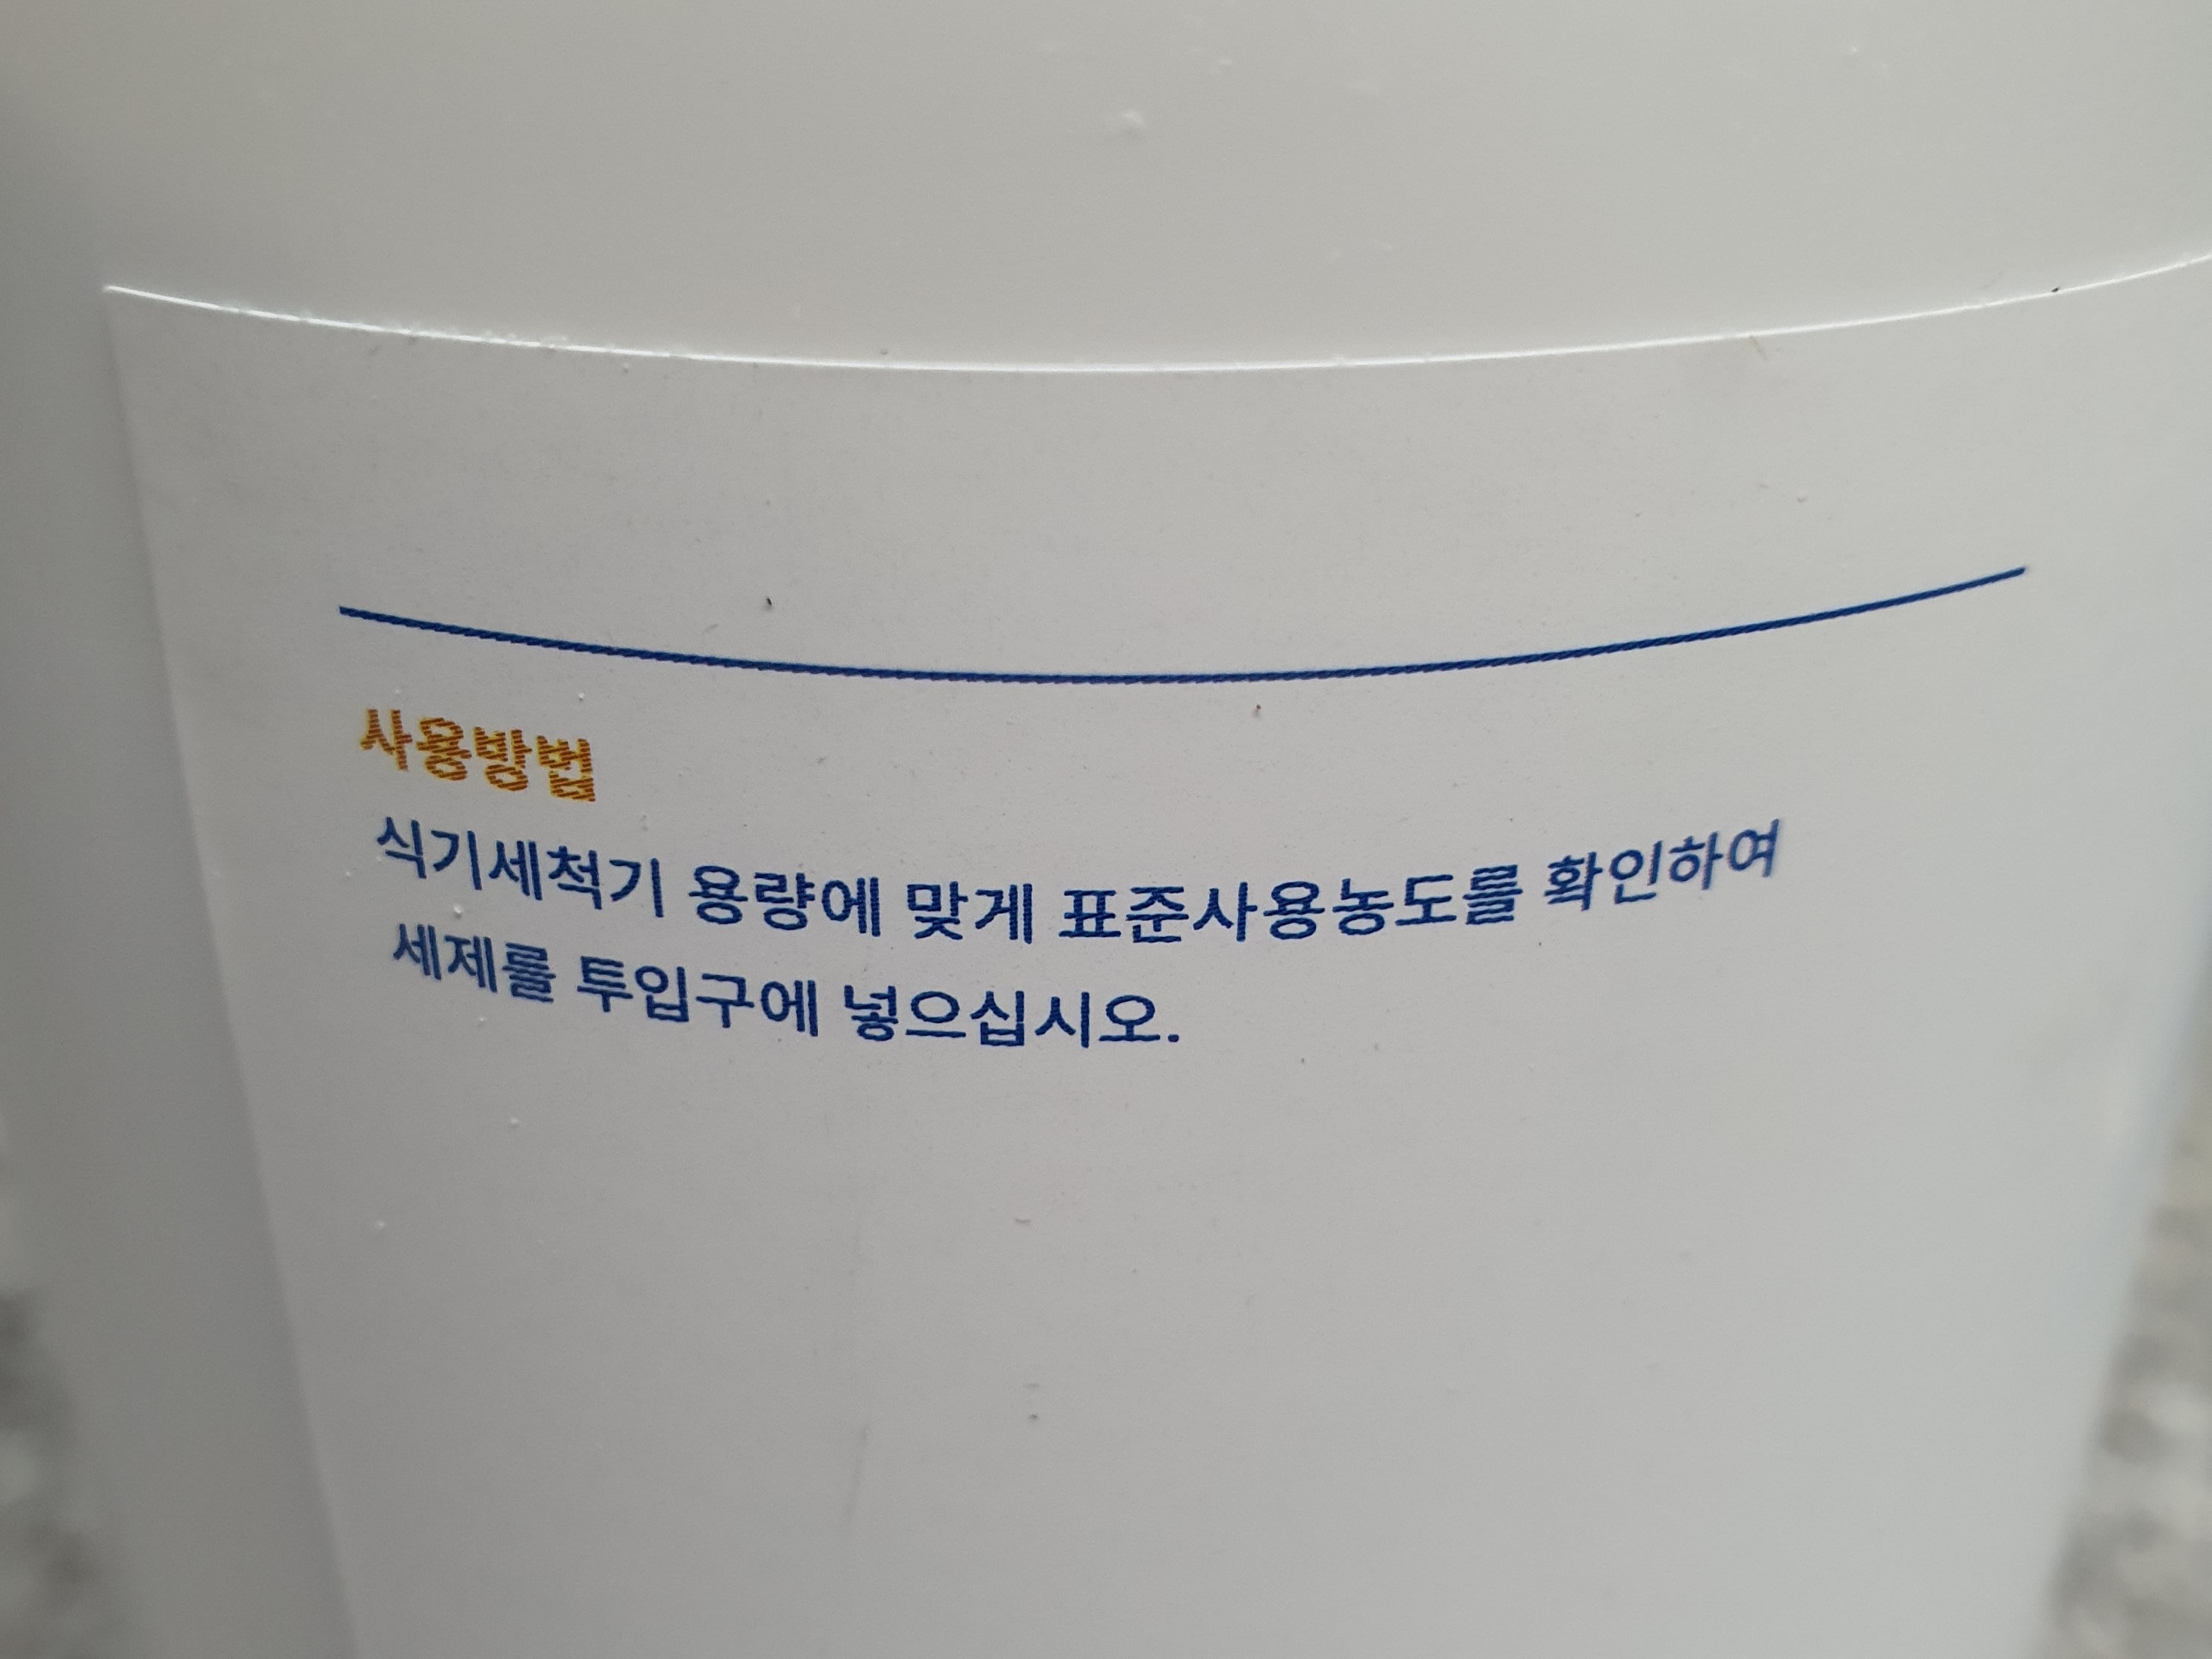 사용방법
식기세척기 용량에 맞게 표준사용농도를 확인하여
세제를 투입구에 넣으십시오.